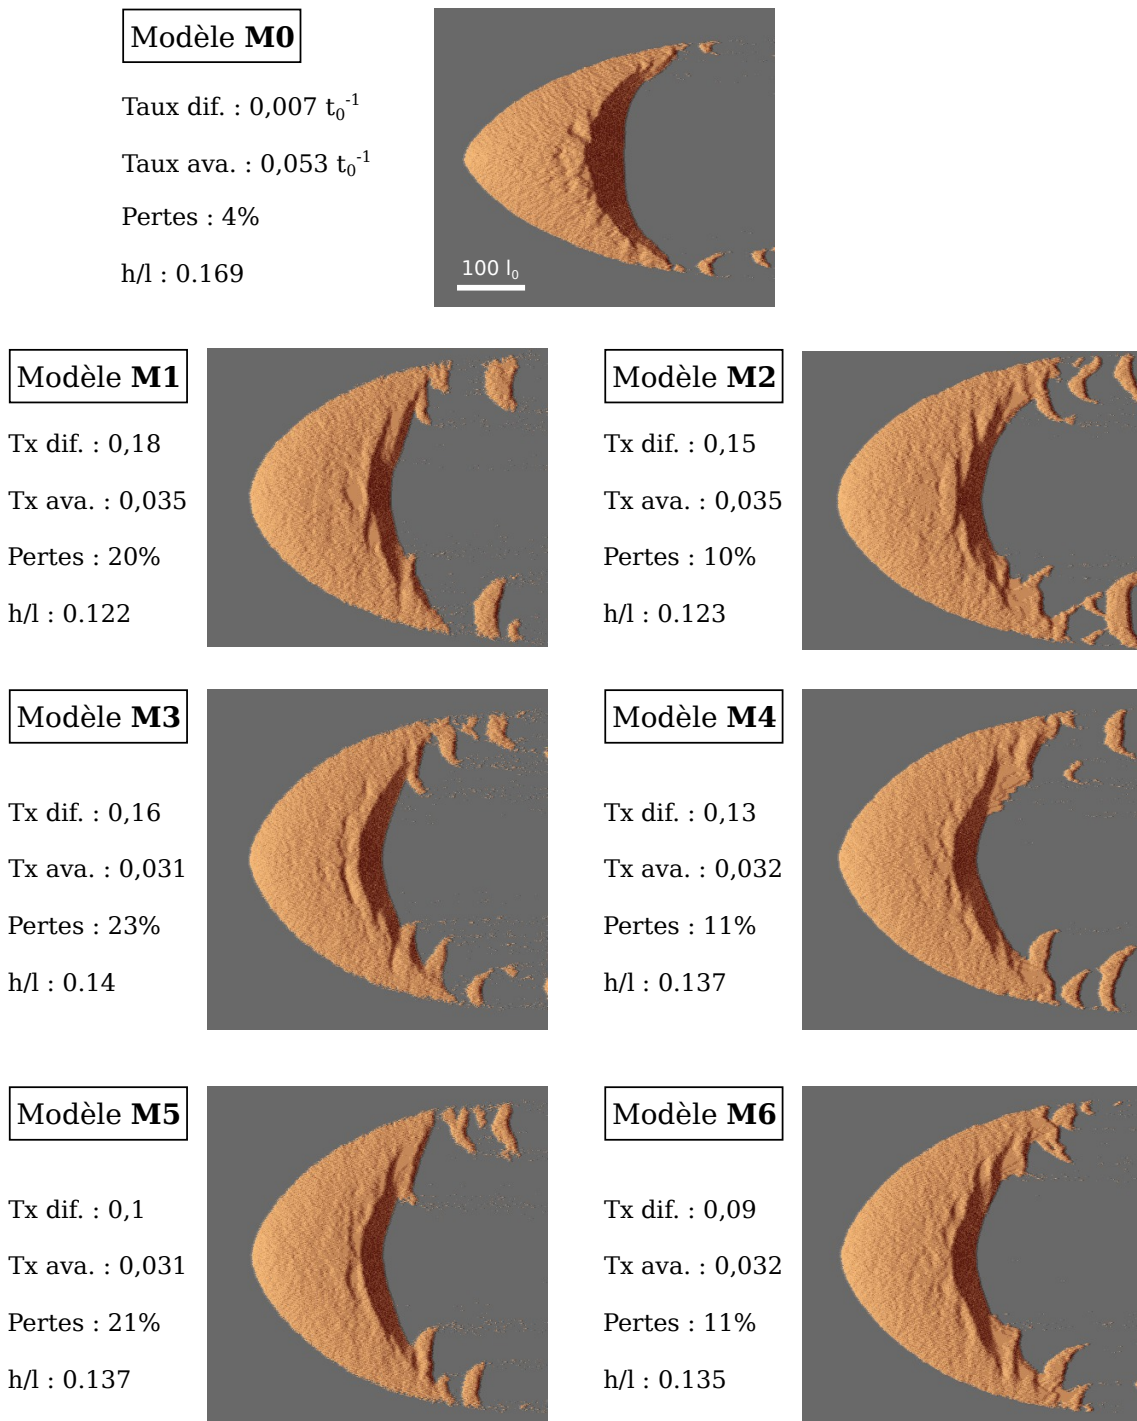 Modèle M0
Taux dif. : 0,007 t₀⁻¹
Taux ava. : 0,053 t₀⁻¹
Pertes : 4%
h/l : 0.169
100 l₀
Modèle M1
Tx dif. : 0,18
Tx ava. : 0,035
Pertes : 20%
h/l : 0.122
Modèle M2
Tx dif. : 0,15
Tx ava. : 0,035
Pertes : 10%
h/l : 0.123
Modèle M3
Tx dif. : 0,16
Tx ava. : 0,031
Pertes : 23%
h/l : 0.14
Modèle M4
Tx dif. : 0,13
Tx ava. : 0,032
Pertes : 11%
h/l : 0.137
Modèle M5
Tx dif. : 0,1
Tx ava. : 0,031
Pertes : 21%
h/l : 0.137
Modèle M6
Tx dif. : 0,09
Tx ava. : 0,032
Pertes : 11%
h/l : 0.135